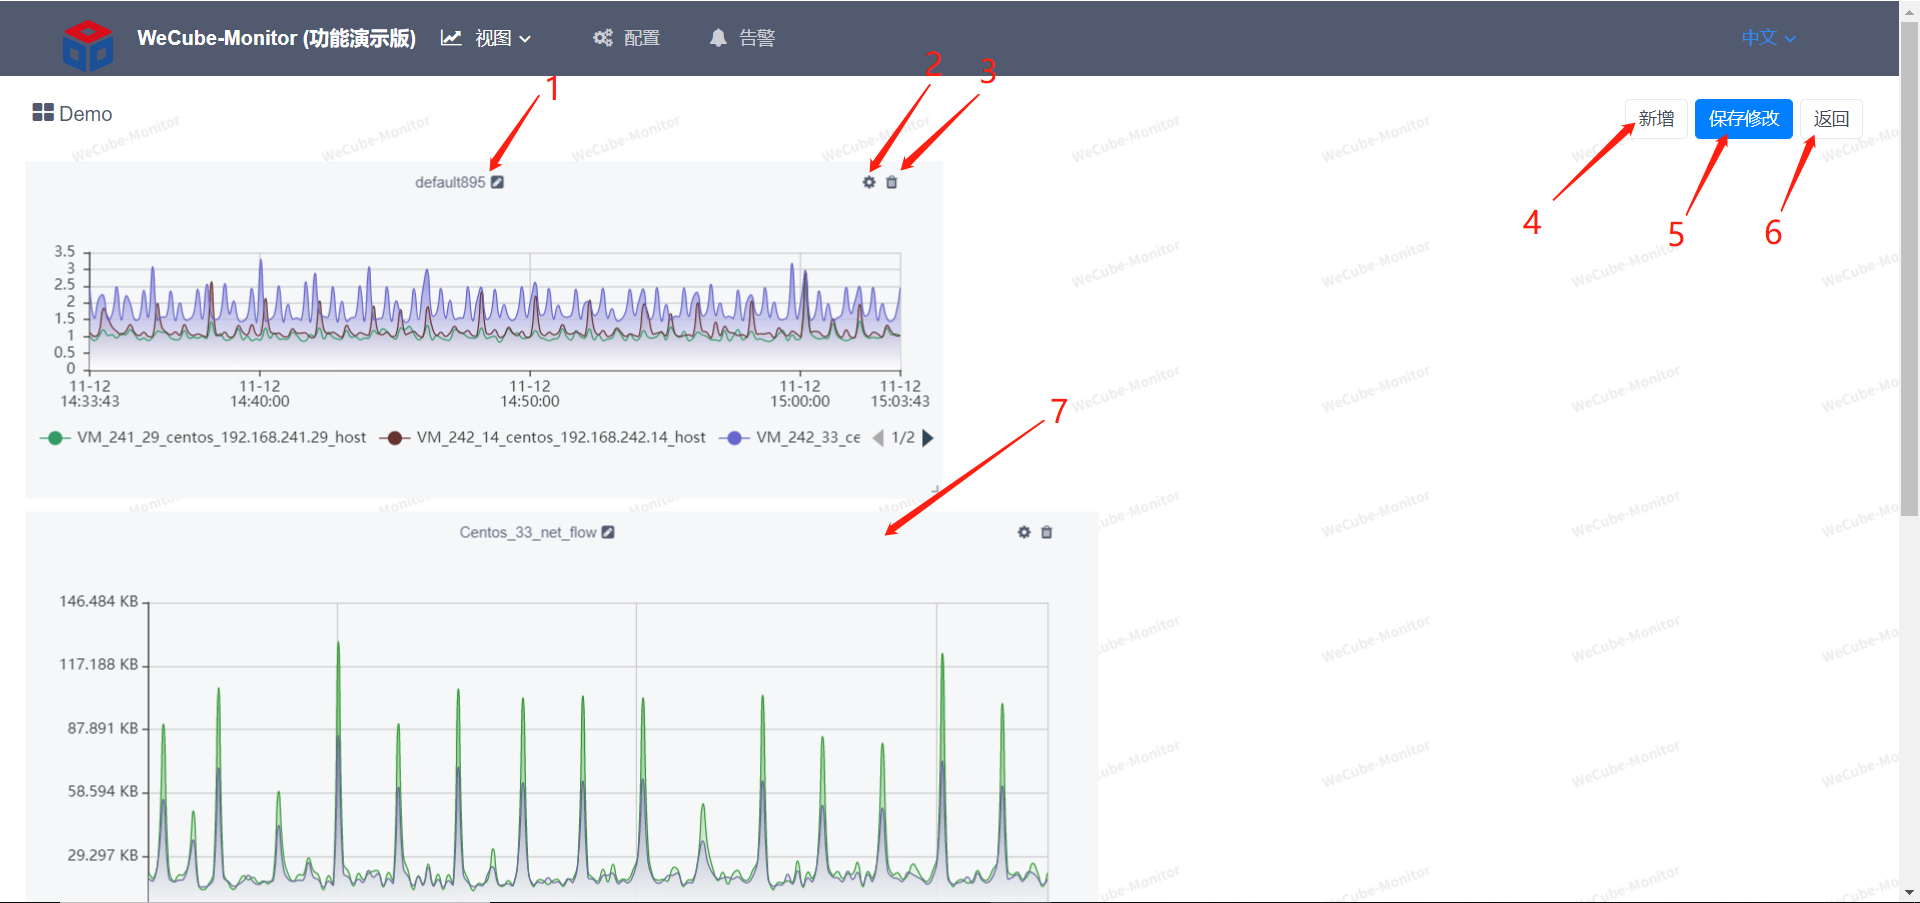 WeCube-Monitor (功能演示版) 视图 配置 告警 中文
1 2 3
Demo
新增 保存修改 返回
4 5 6
default895
3.5
3
2.5
2
1.5
1
0.5
0
11-12 11-12 11-12 11-12 11-12
14:33:43 14:40:00 14:50:00 15:00:00 15:03:43
VM_241_29_centos_192.168.241.29_host VM_242_14_centos_192.168.242.14_host VM_242_33_ce 1/2
7
Centos_33_net_flow
146.484 KB
117.188 KB
87.891 KB
58.594 KB
29.297 KB
WeCube-Monitor